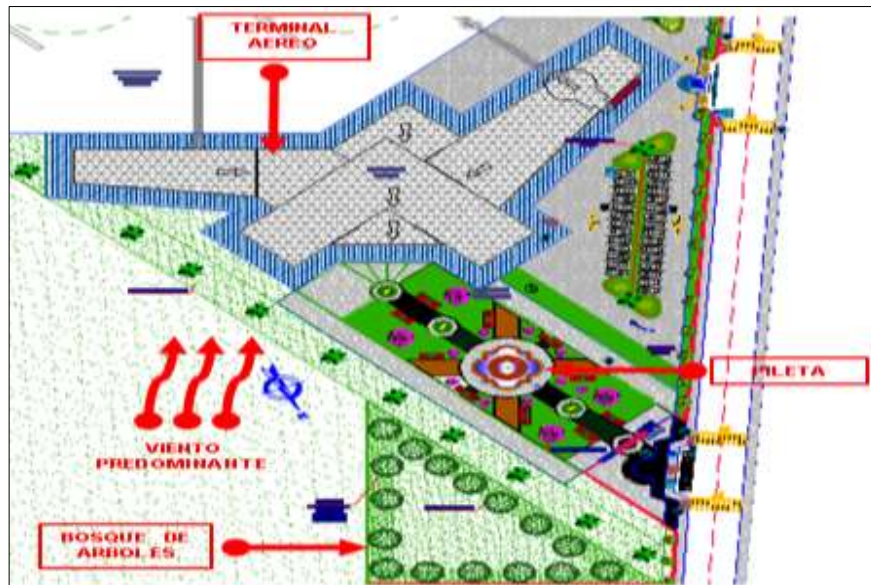 TERMINAL
AEREO
PILETA
VIENTO
PREDOMINANTE
BOSQUE DE
ARBOLES